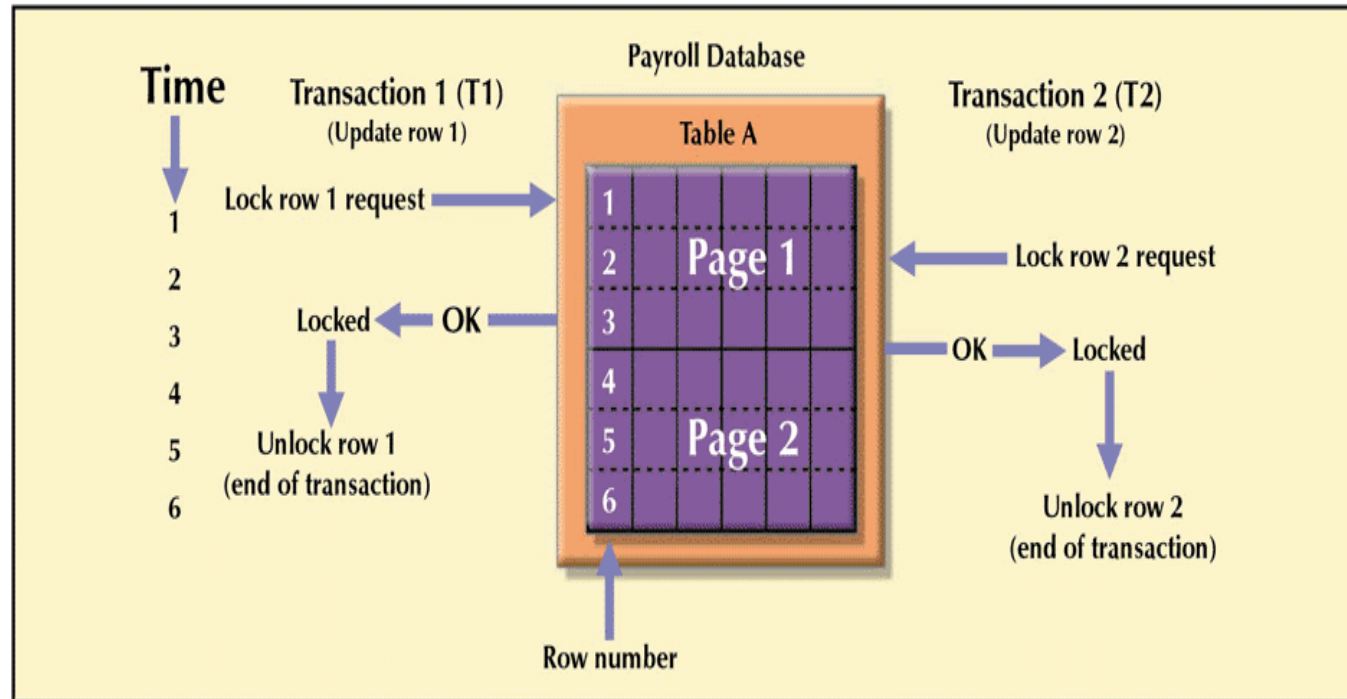 Payroll Database
Time
Transaction 1 (T1)
(Update row 1)
Transaction 2 (T2)
(Update row 2)
Table A
Lock row 1 request
Lock row 2 request
1
2
3
4
5
6
Locked
OK
Unlock row 1
(end of transaction)
1
2
3
4
5
6
Page 1
Page 2
OK
Locked
Unlock row 2
(end of transaction)
Row number